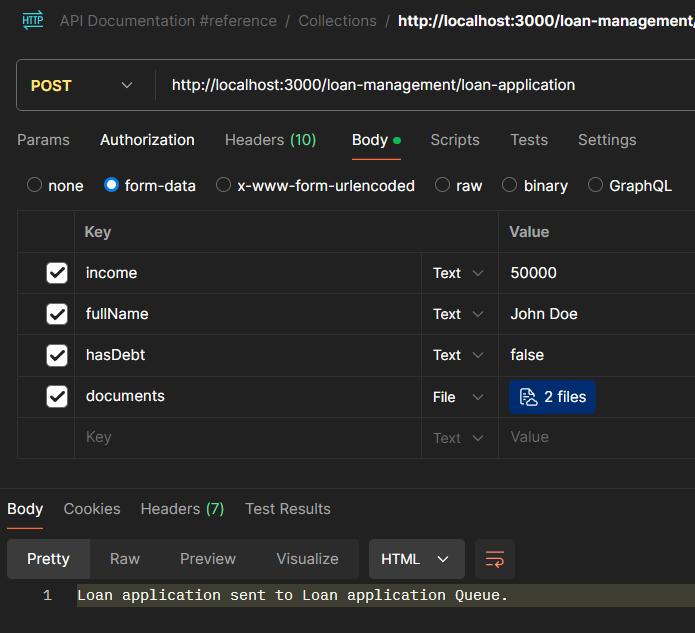 HTTP API Documentation #reference / Collections / http://localhost:3000/loan-management/
POST http://localhost:3000/loan-management/loan-application
Params Authorization Headers (10) Body Scripts Tests Settings
none form-data x-www-form-urlencoded raw binary GraphQL
Key Value
income Text 50000
fullName Text John Doe
hasDebt Text false
documents File 2 files
Key Text Value
Body Cookies Headers (7) Test Results
Pretty Raw Preview Visualize HTML
1 Loan application sent to Loan application Queue.